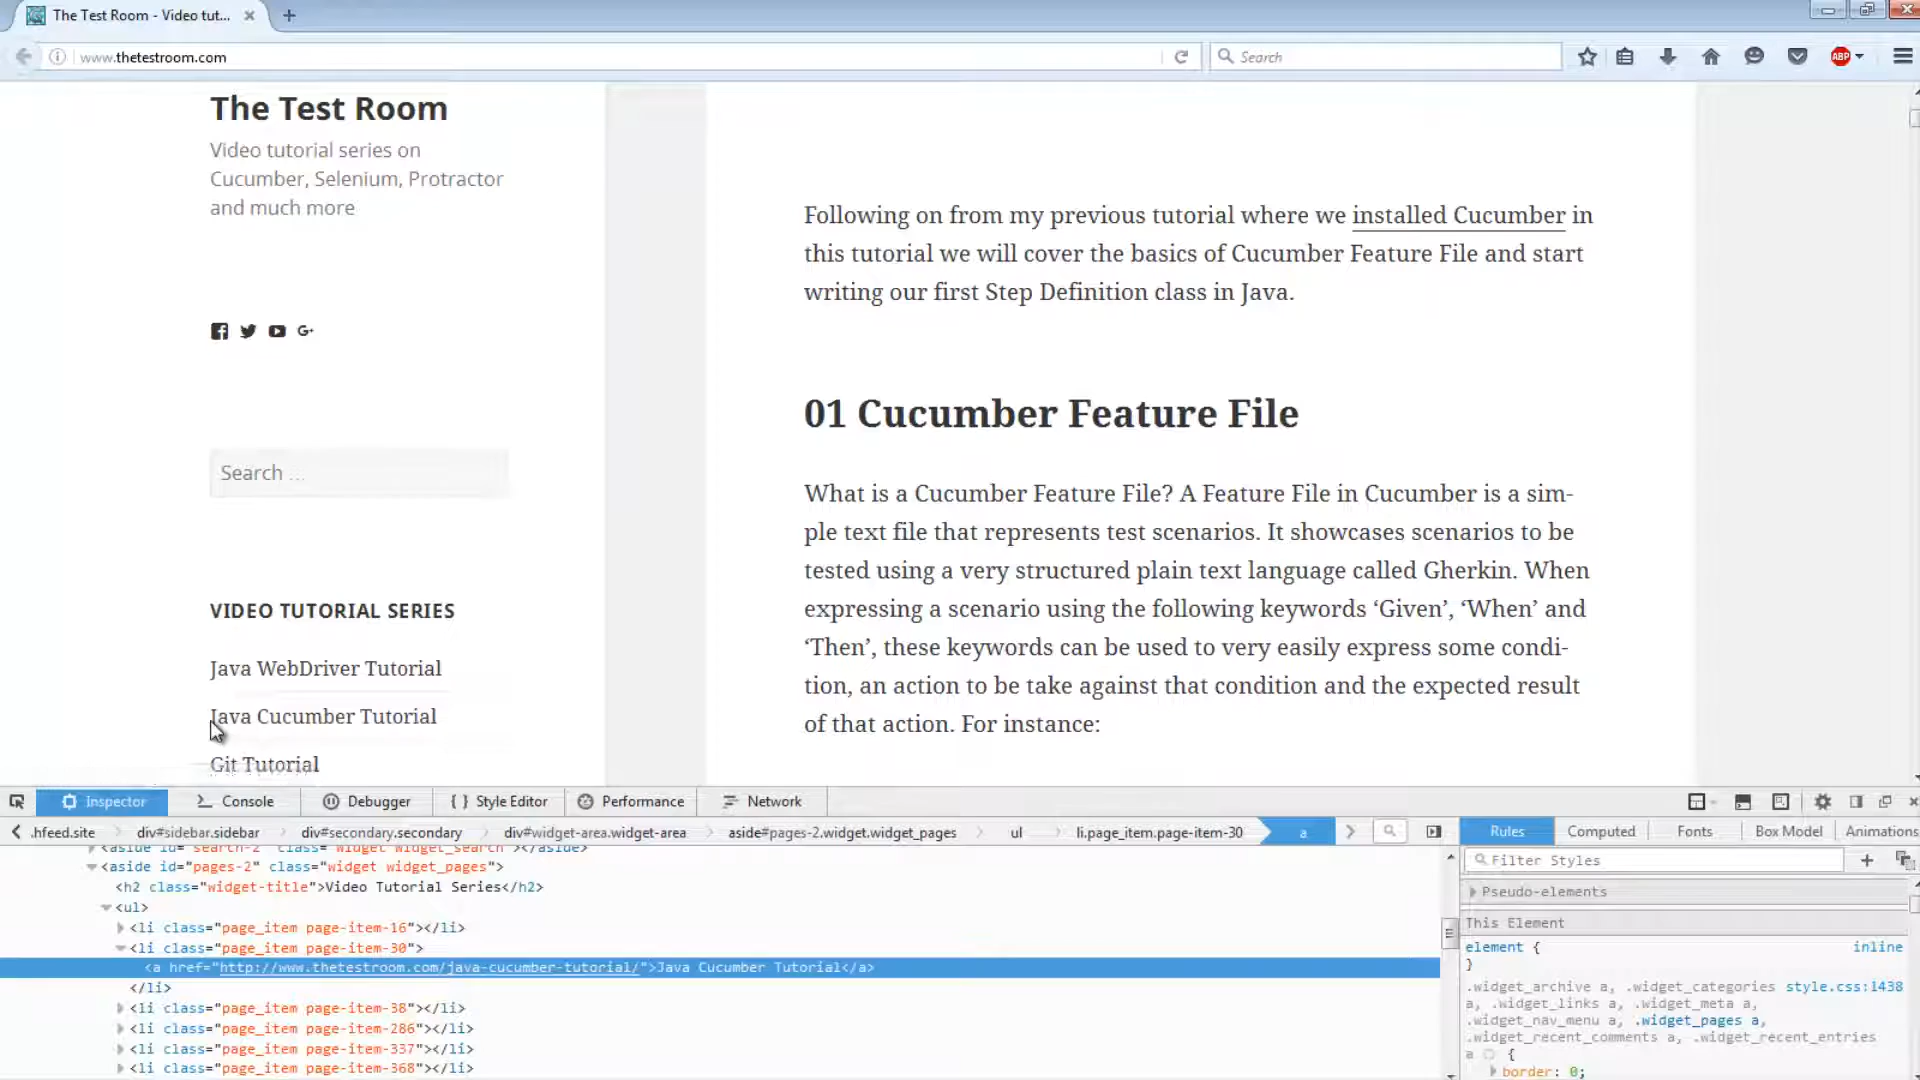 The Test Room - Video tut...
www.thetestroom.com
Search
ABP
The Test Room
Video tutorial series on
Cucumber, Selenium, Protractor
and much more
Search ...
VIDEO TUTORIAL SERIES
Java WebDriver Tutorial
Java Cucumber Tutorial
Git Tutorial
Following on from my previous tutorial where we installed Cucumber in
this tutorial we will cover the basics of Cucumber Feature File and start
writing our first Step Definition class in Java.
01 Cucumber Feature File
What is a Cucumber Feature File? A Feature File in Cucumber is a sim-
ple text file that represents test scenarios. It showcases scenarios to be
tested using a very structured plain text language called Gherkin. When
expressing a scenario using the following keywords ‘Given’, ‘When’ and
‘Then’, these keywords can be used to very easily express some condi-
tion, an action to be take against that condition and the expected result
of that action. For instance:
Inspector Console Debugger { } Style Editor Performance Network
.hfeed.site div#sidebar.sidebar div#secondary.secondary div#widget-area.widget-area aside#pages-2.widget.widget_pages ul li.page_item.page-item-30 a
<aside id="search-2" class="widget widget_search"></aside>
<aside id="pages-2" class="widget widget_pages">
<h2 class="widget-title">Video Tutorial Series</h2>
<ul>
<li class="page_item page-item-16"></li>
<li class="page_item page-item-30">
<a href="http://www.thetestroom.com/java-cucumber-tutorial/">Java Cucumber Tutorial</a>
</li>
<li class="page_item page-item-38"></li>
<li class="page_item page-item-286"></li>
<li class="page_item page-item-337"></li>
<li class="page_item page-item-368"></li>
Rules Computed Fonts Box Model Animations
Filter Styles
Pseudo-elements
This Element
element { inline
}
.widget_archive a, .widget_categories style.css:1438
a, .widget_links a, .widget_meta a,
.widget_nav_menu a, .widget_pages a,
.widget_recent_comments a, .widget_recent_entries
a {
border: 0;